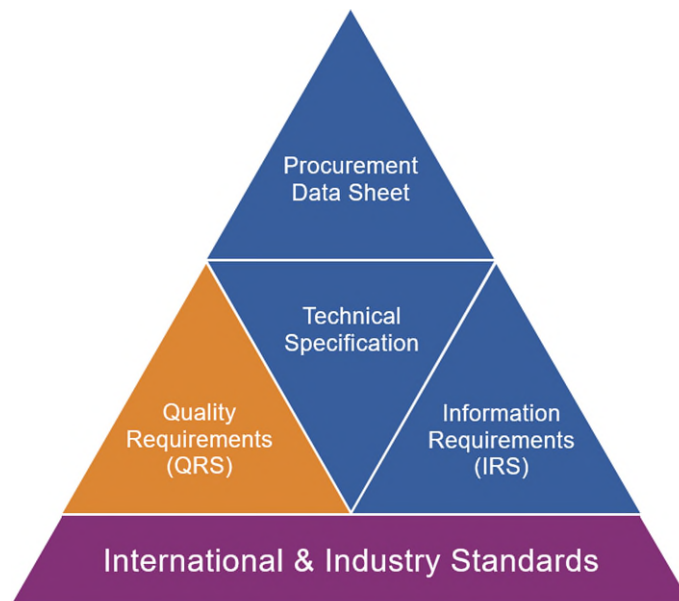 Procurement
Data Sheet
Technical
Specification
Quality
Requirements
(QRS)
Information
Requirements
(IRS)
International & Industry Standards